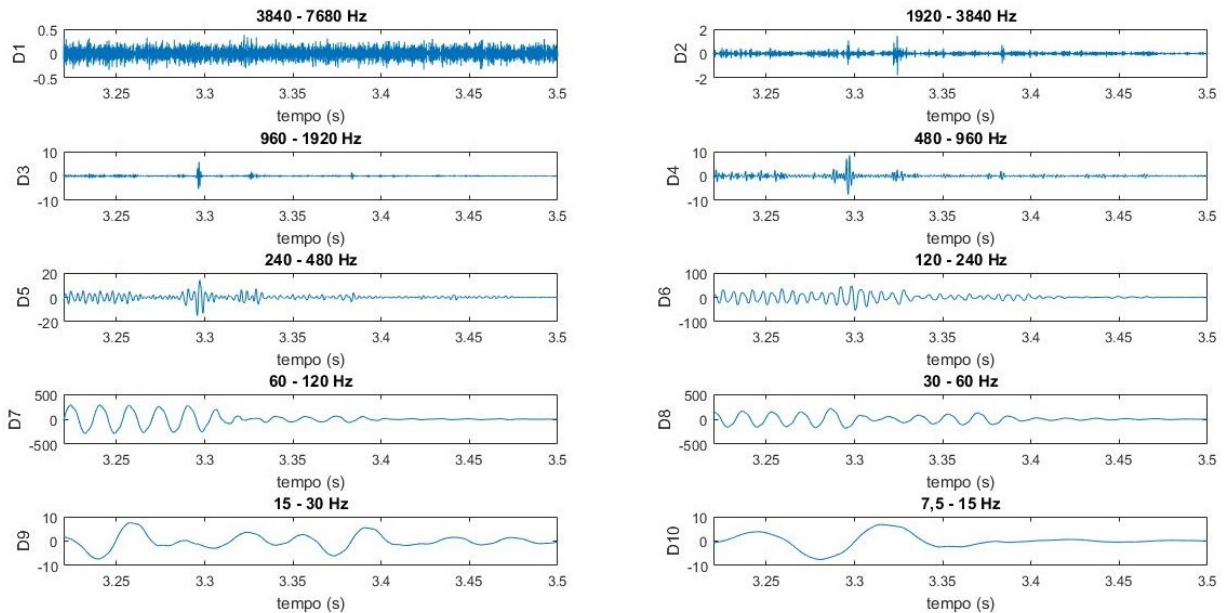 3840 - 7680 Hz
0.5
0
-0.5
D1
3.25 3.3 3.35 3.4 3.45 3.5
tempo (s)
1920 - 3840 Hz
2
0
-2
D2
3.25 3.3 3.35 3.4 3.45 3.5
tempo (s)
960 - 1920 Hz
10
0
-10
D3
3.25 3.3 3.35 3.4 3.45 3.5
tempo (s)
480 - 960 Hz
10
0
-10
D4
3.25 3.3 3.35 3.4 3.45 3.5
tempo (s)
240 - 480 Hz
20
0
-20
D5
3.25 3.3 3.35 3.4 3.45 3.5
tempo (s)
120 - 240 Hz
100
0
-100
D6
3.25 3.3 3.35 3.4 3.45 3.5
tempo (s)
60 - 120 Hz
500
0
-500
D7
3.25 3.3 3.35 3.4 3.45 3.5
tempo (s)
30 - 60 Hz
500
0
-500
D8
3.25 3.3 3.35 3.4 3.45 3.5
tempo (s)
15 - 30 Hz
10
0
-10
D9
3.25 3.3 3.35 3.4 3.45 3.5
tempo (s)
7,5 - 15 Hz
10
0
-10
D10
3.25 3.3 3.35 3.4 3.45 3.5
tempo (s)